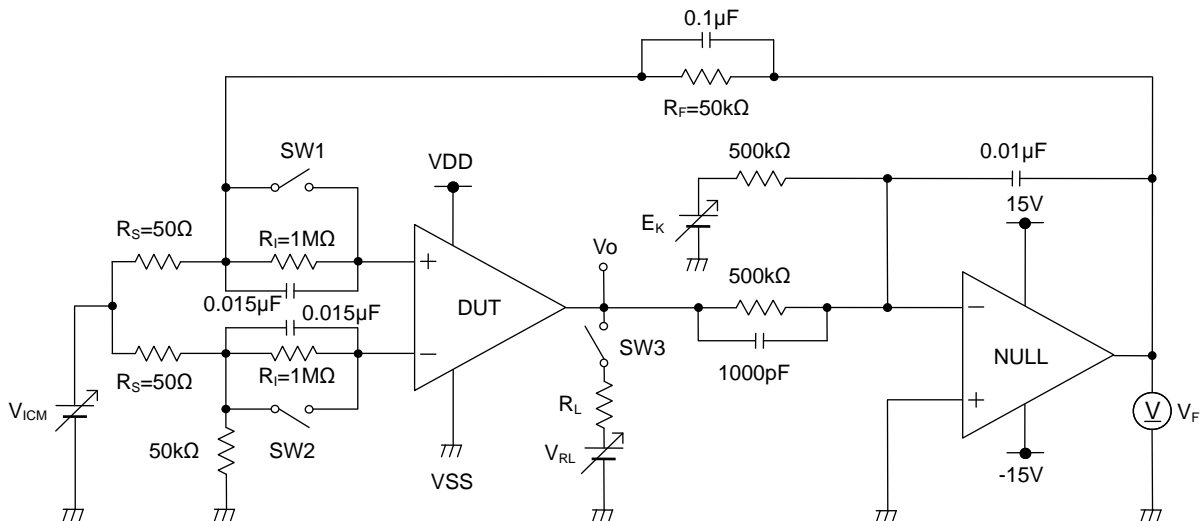 0.1µF
RF=50kΩ
SW1
VDD
500kΩ
0.01µF
15V
EK
RS=50Ω
RI=1MΩ
Vo
500kΩ
0.015µF
0.015µF
DUT
+
−
SW3
1000pF
−
NULL
+
RS=50Ω
RI=1MΩ
VICM
RL
V
VF
50kΩ
SW2
VRL
VSS
-15V